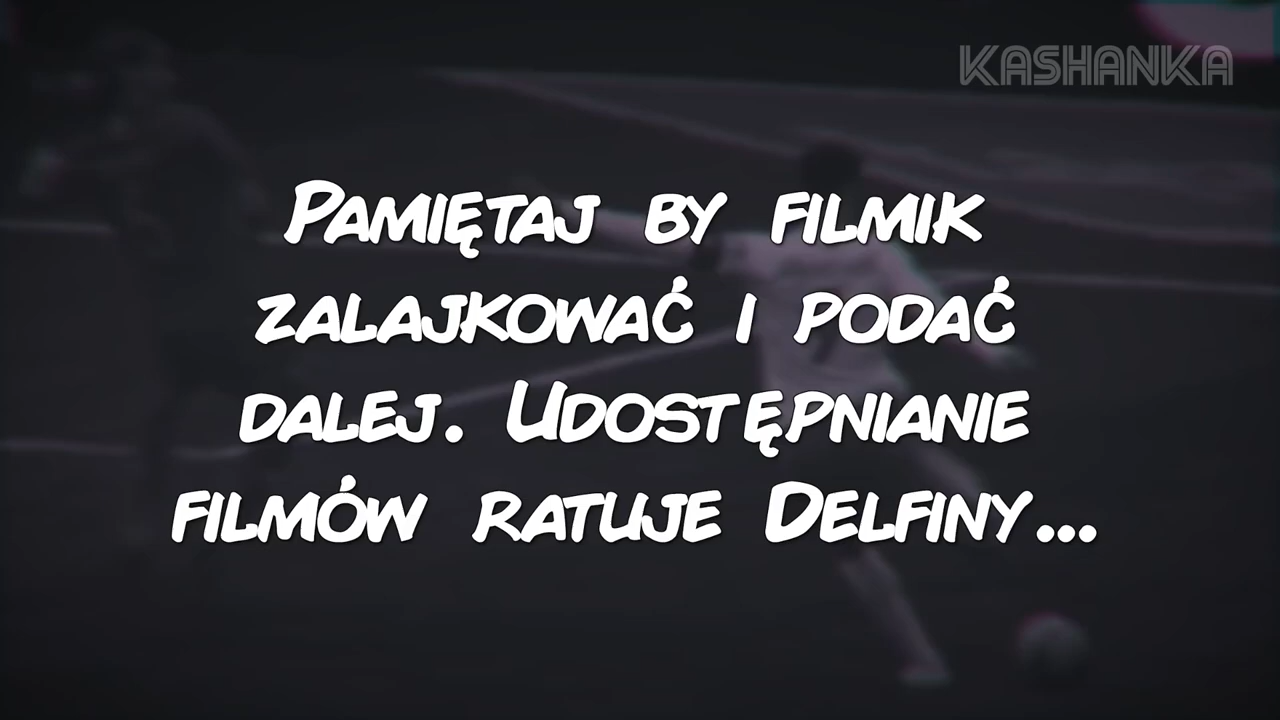 KASHANKA
Pamiętaj by filmik
zalajkować i podać
dalej. Udostępnianie
filmów ratuje Delfiny...